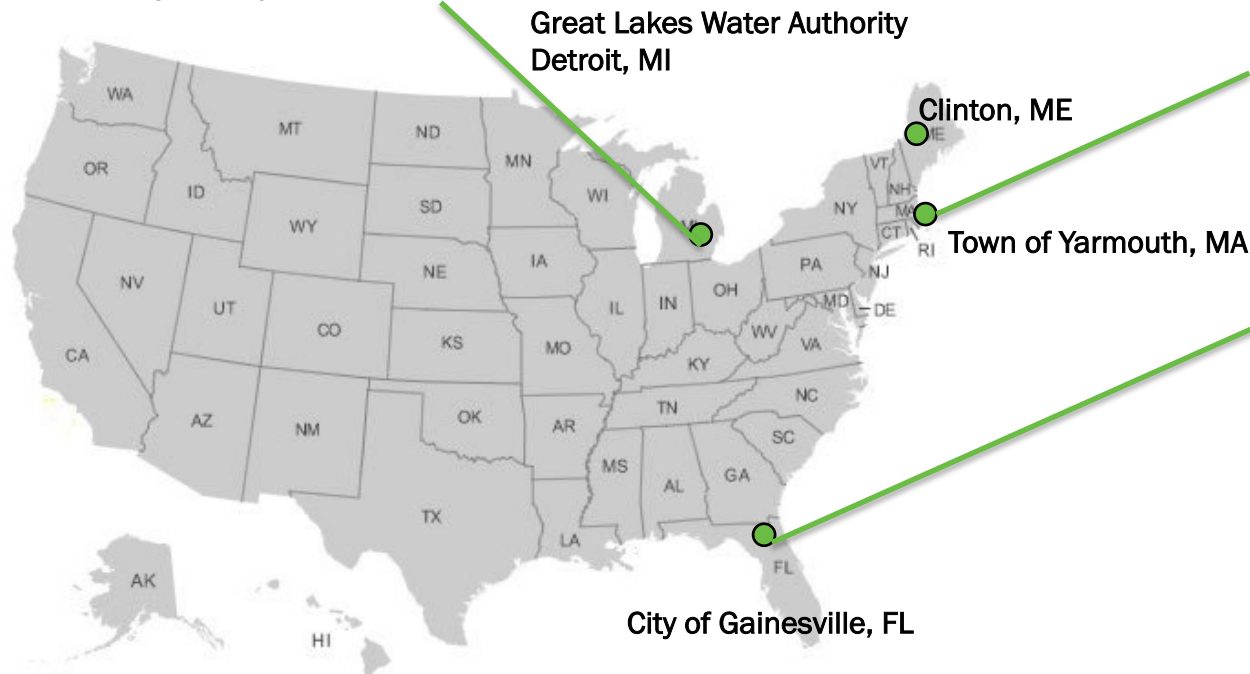 Great Lakes Water Authority
Detroit, MI
Clinton, ME
ME
WA
MT
ND
MN
VT
OR
ID
SD
WI
NH
NY
MA
WY
MI
CT
RI
Town of Yarmouth, MA
IA
PA
NE
NJ
NV
OH
UT
IL
IN
MD
DE
CO
WV
KS
MO
VA
CA
KY
NC
TN
OK
AZ
NM
AR
SC
MS
GA
AL
TX
LA
FL
AK
City of Gainesville, FL
HI